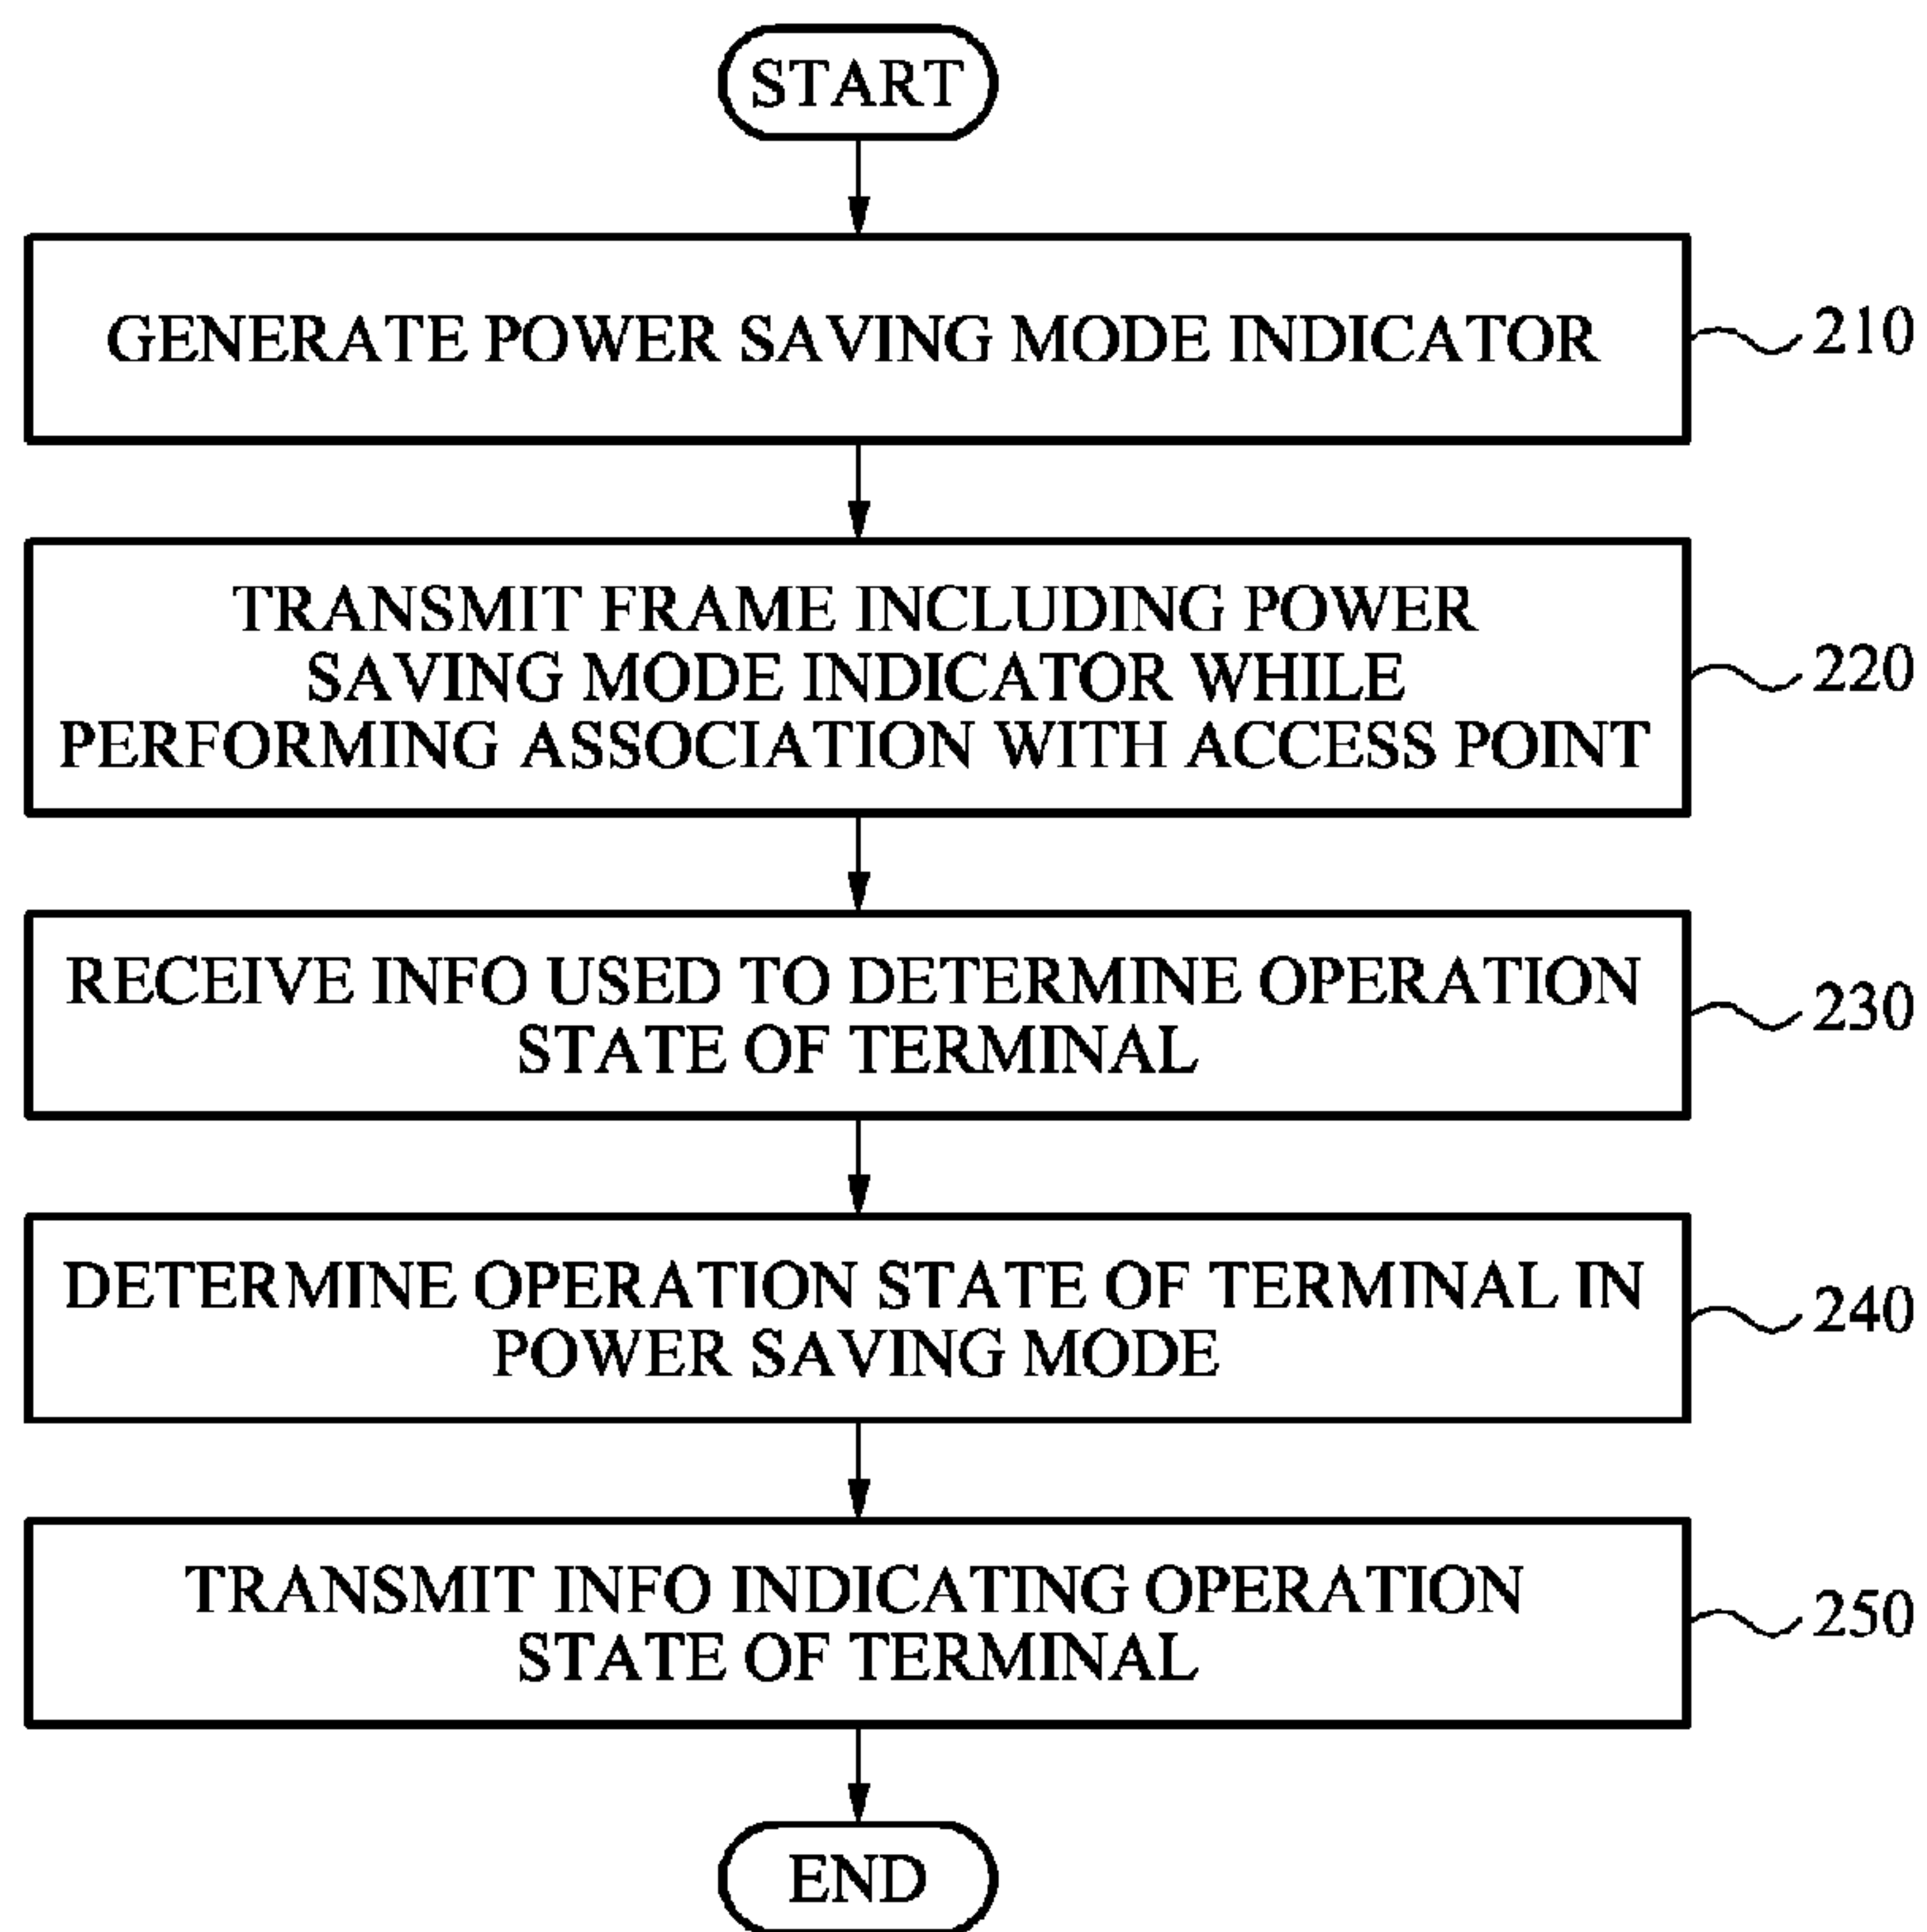 START
GENERATE POWER SAVING MODE INDICATOR
210
TRANSMIT FRAME INCLUDING POWER
SAVING MODE INDICATOR WHILE
PERFORMING ASSOCIATION WITH ACCESS POINT
220
RECEIVE INFO USED TO DETERMINE OPERATION
STATE OF TERMINAL
230
DETERMINE OPERATION STATE OF TERMINAL IN
POWER SAVING MODE
240
TRANSMIT INFO INDICATING OPERATION
STATE OF TERMINAL
250
END